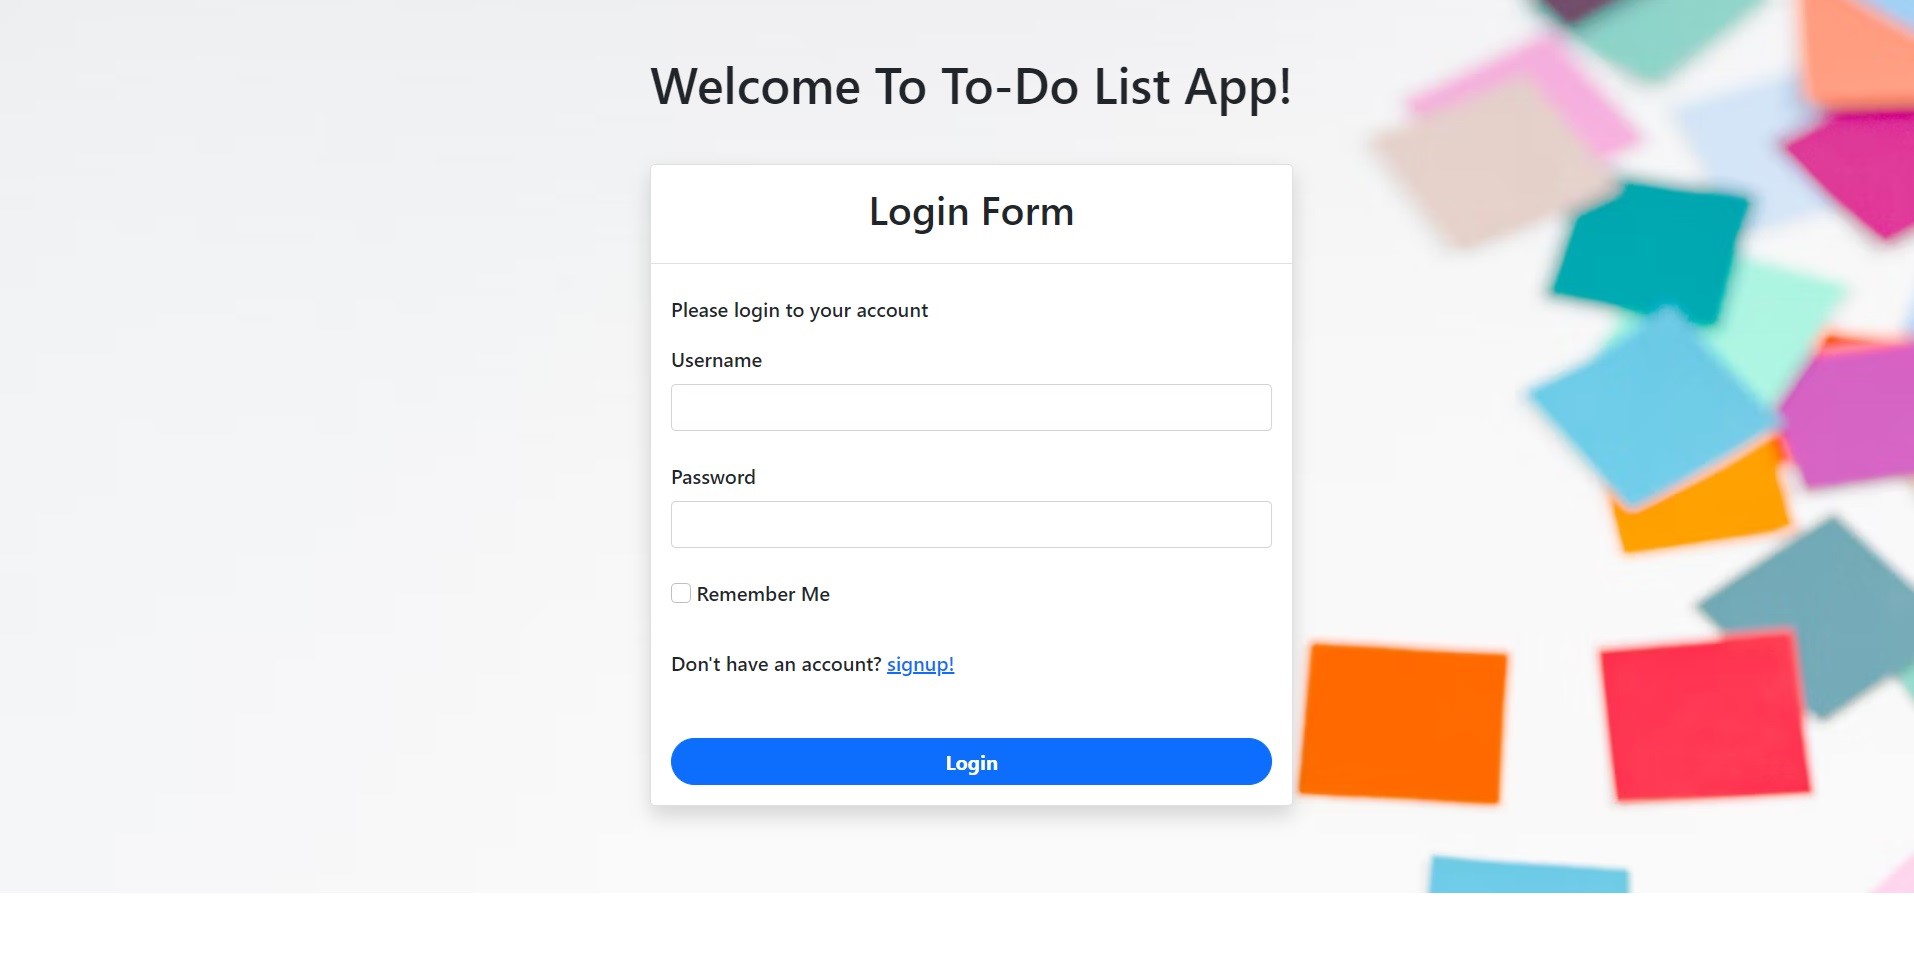 Welcome To To-Do List App!
Login Form
Please login to your account
Username
Password
Remember Me
Don't have an account? signup!
Login